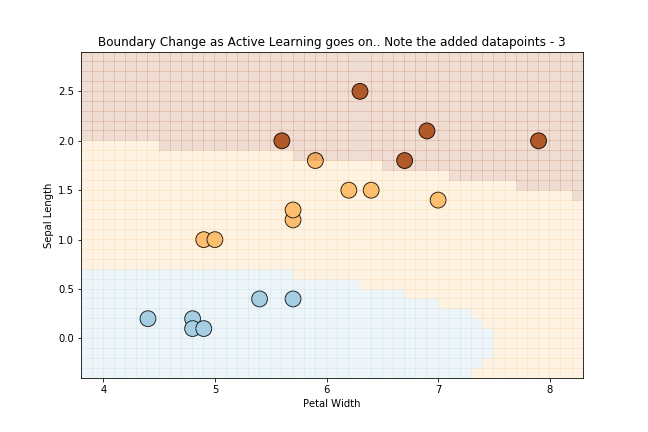 Boundary Change as Active Learning goes on.. Note the added datapoints - 3
2.5
2.0
1.5
1.0
0.5
0.0
Sepal Length
4 5 6 7 8
Petal Width